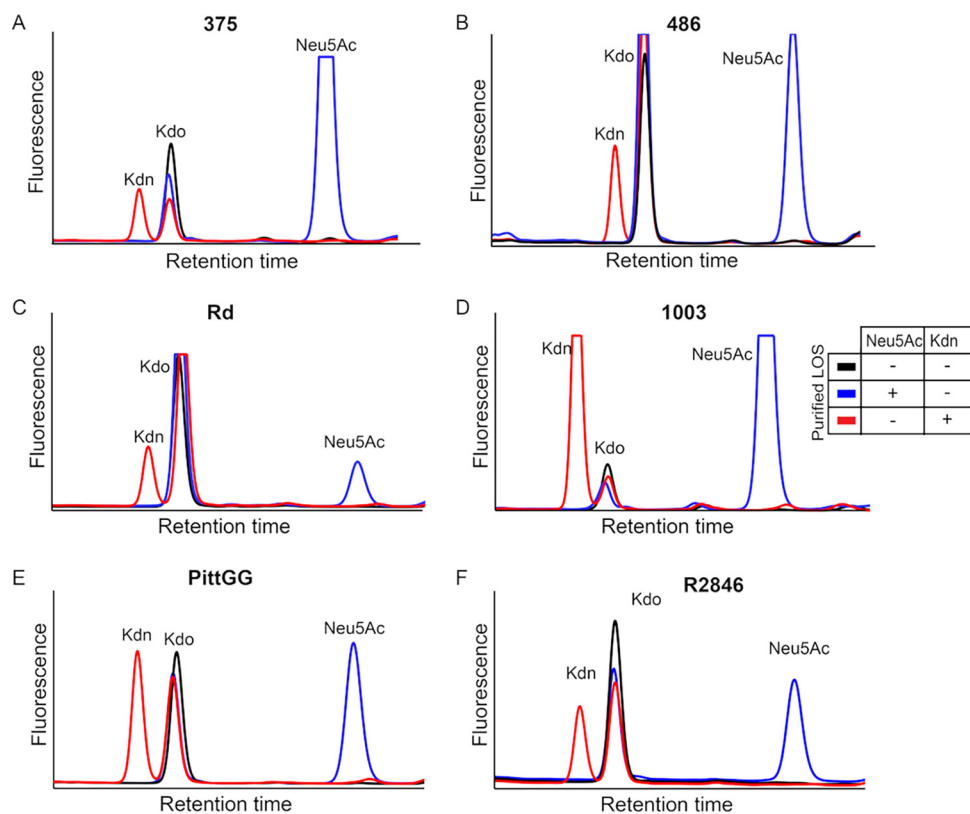 A
375
Fluorescence
Kdn
Kdo
Neu5Ac
Retention time
B
486
Fluorescence
Kdn
Kdo
Neu5Ac
Retention time
C
Rd
Fluorescence
Kdn
Kdo
Neu5Ac
Retention time
D
1003
Fluorescence
Kdn
Kdo
Neu5Ac
Retention time
Purified LOS
Neu5Ac Kdn
- -
+ -
- +
E
PittGG
Fluorescence
Kdn
Kdo
Neu5Ac
Retention time
F
R2846
Fluorescence
Kdn
Kdo
Neu5Ac
Retention time